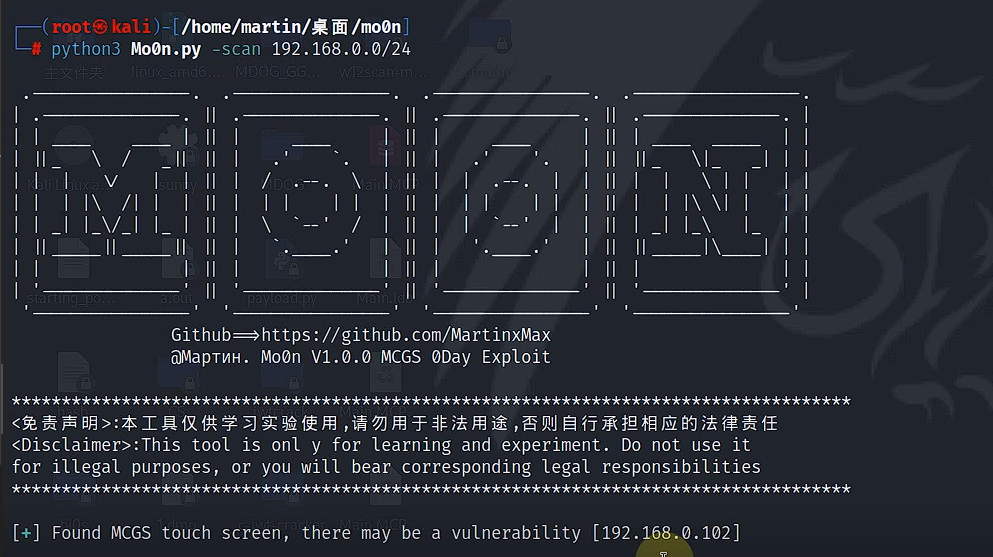 (root㉿kali)-[/home/martin/桌面/mo0n]
# python3 Mo0n.py -scan 192.168.0.0/24
MOON
Github==>https://github.com/MartinxMax
@Мартин. Mo0n V1.0.0 MCGS 0Day Exploit
************************************************************************************
<免责声明>:本工具仅供学习实验使用,请勿用于非法用途,否则自行承担相应的法律责任
<Disclaimer>:This tool is onl y for learning and experiment. Do not use it
for illegal purposes, or you will bear corresponding legal responsibilities
************************************************************************************
[+] Found MCGS touch screen, there may be a vulnerability [192.168.0.102]